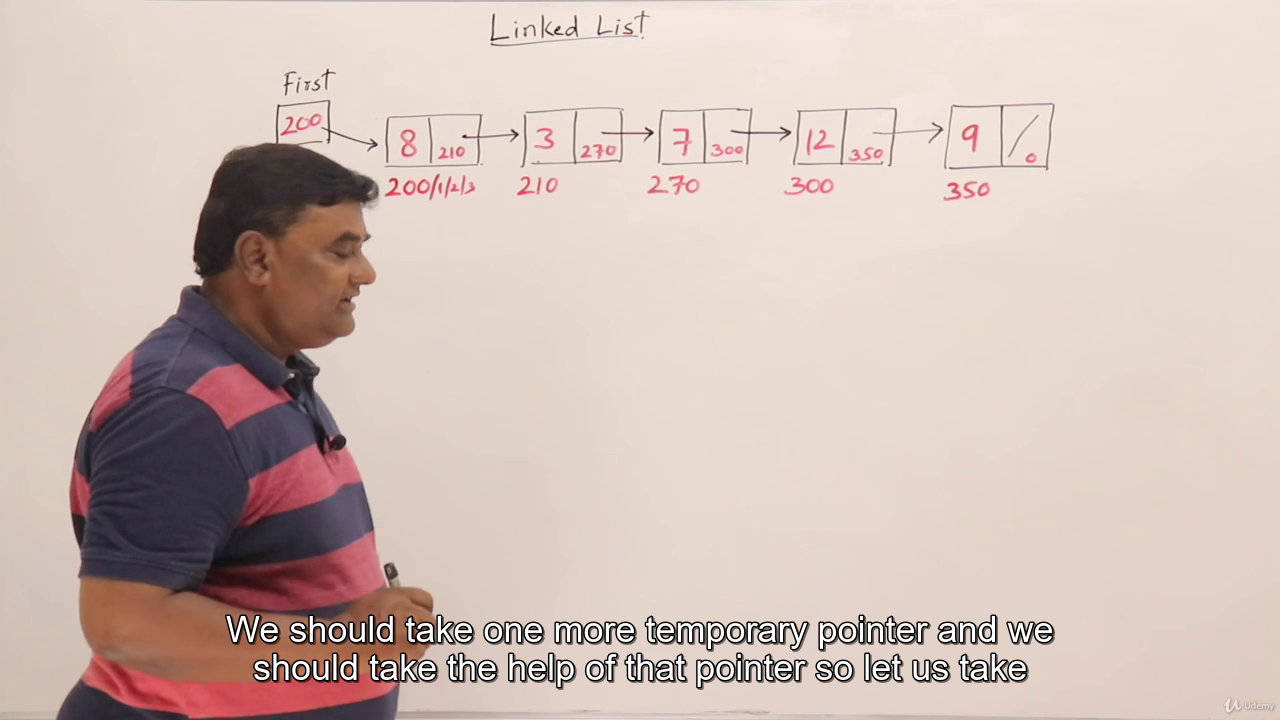 Linked List
First
200
8 210 3 270 7 300 12 350 9 0
200/1/2/3 210 270 300 350
We should take one more temporary pointer and we
should take the help of that pointer so let us take
Udemy